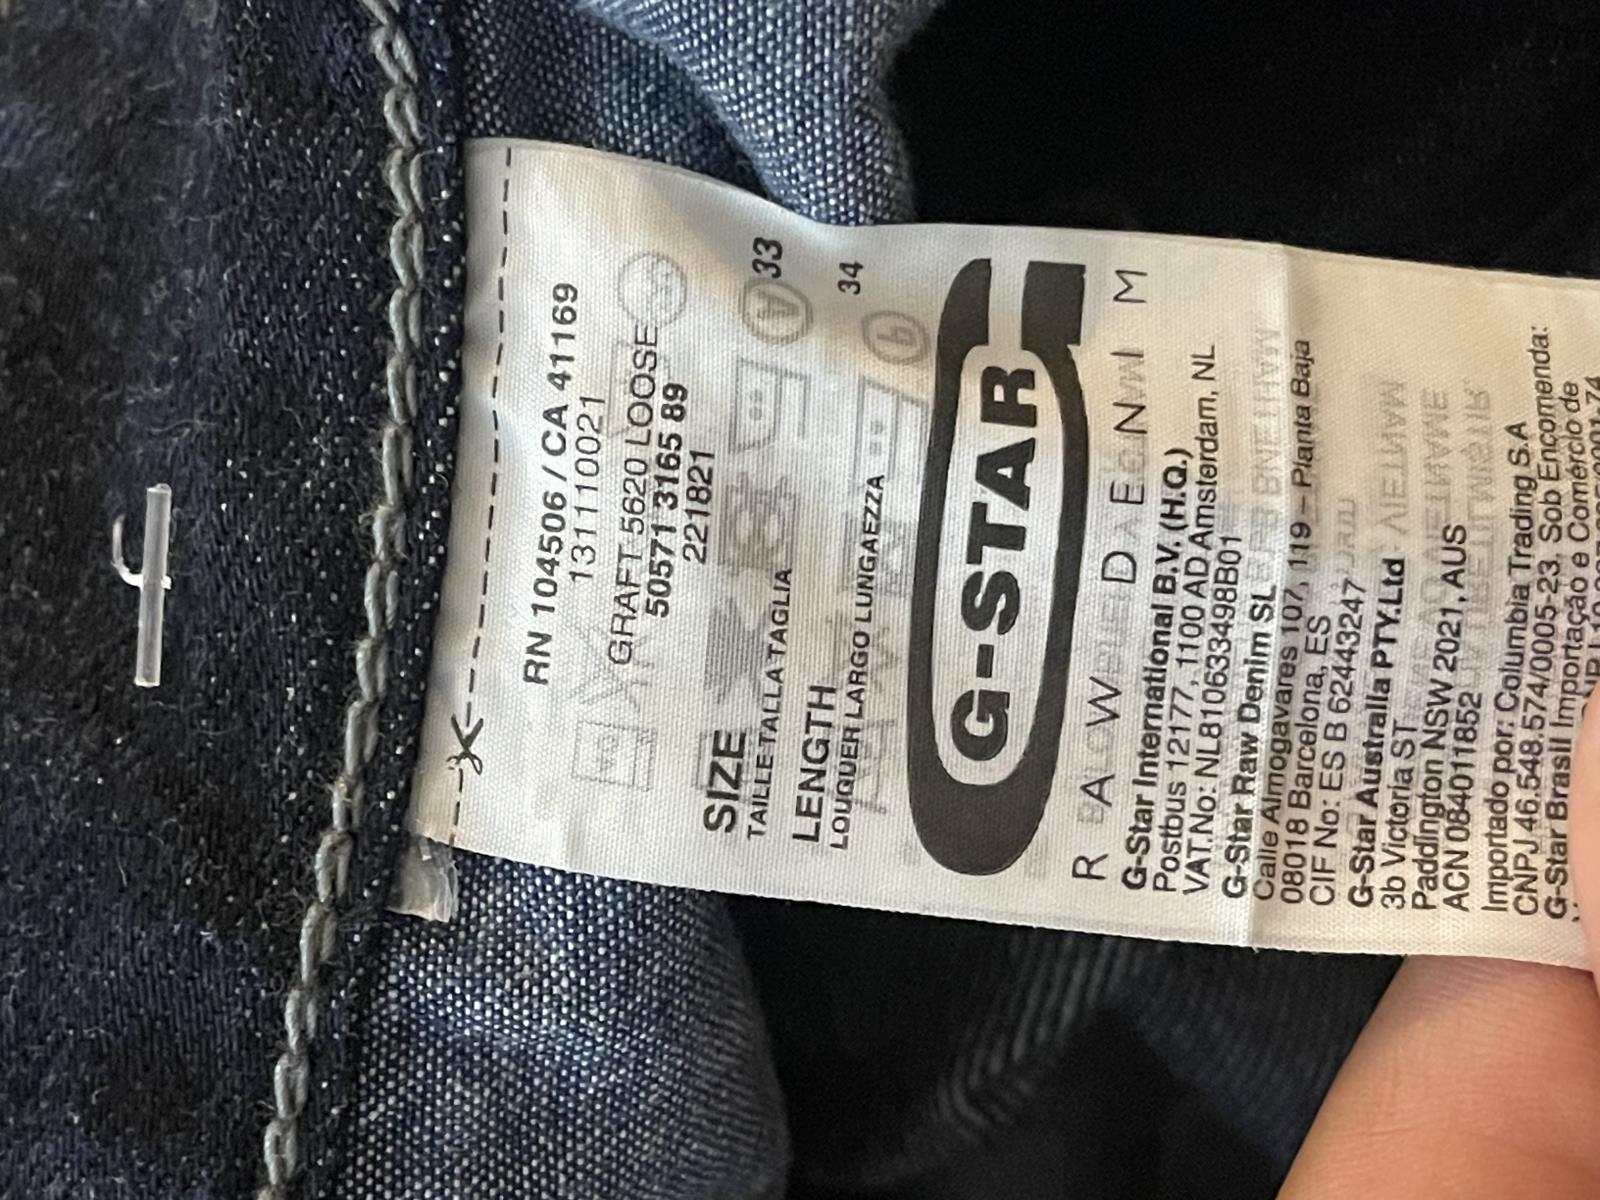 RN 104506 / CA 41169
131110021
GRAFT 5620 LOOSE
50571 3165 89
221821
SIZE 33
TAILLE TALLA TAGLIA
LENGTH 34
LOUQUER LARGO LUNGAEZZA
G-STAR
R A W D E N I M
G-Star International B.V. (H.Q.)
Postbus 12177, 1100 AD Amsterdam, NL
VAT.No: NL810633498B01
G-Star Raw Denim SL
Calle Almogavares 107, 119 – Planta Baja
08018 Barcelona, ES
CIF No: ES B 62443247
G-Star Australia PTY.Ltd
3b Victoria ST
Paddington NSW 2021, AUS
ACN 084011852
Importado por: Columbia Trading S.A
CNPJ 46.548.574/0005-23, Sob Encomenda:
G-Star Brasil Importação e Comércio de